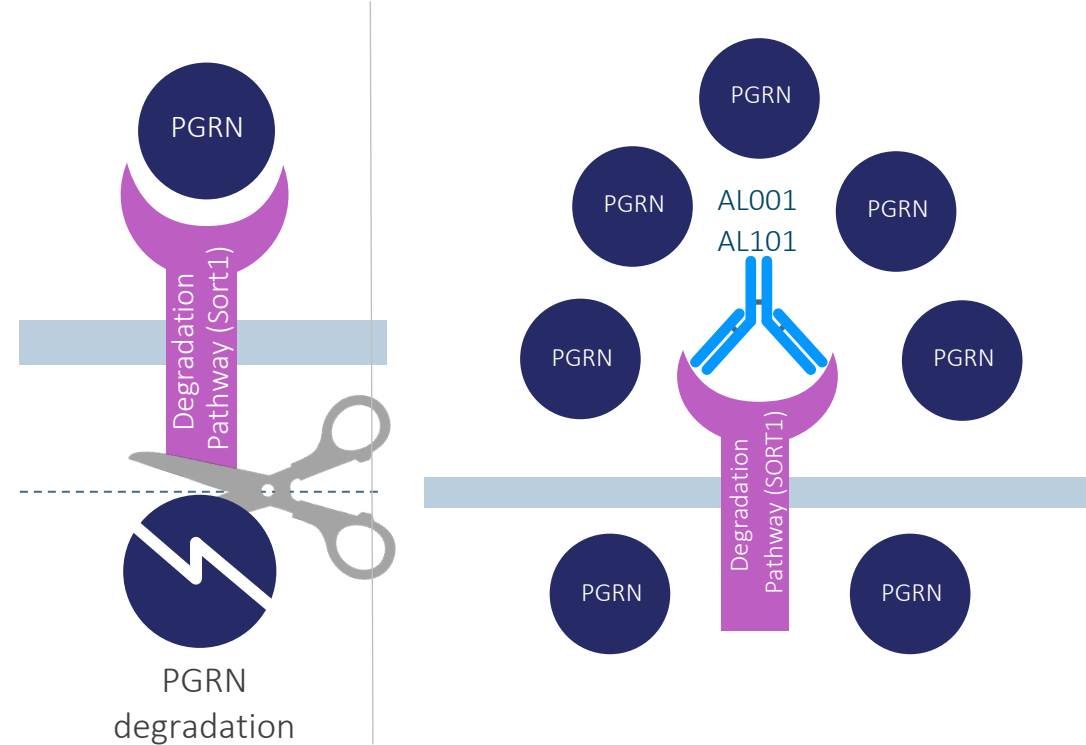 PGRN
Degradation
Pathway (Sort1)
PGRN
degradation
PGRN
PGRN
AL001
PGRN
AL101
PGRN
PGRN
Degradation
Pathway (SORT1)
PGRN
PGRN